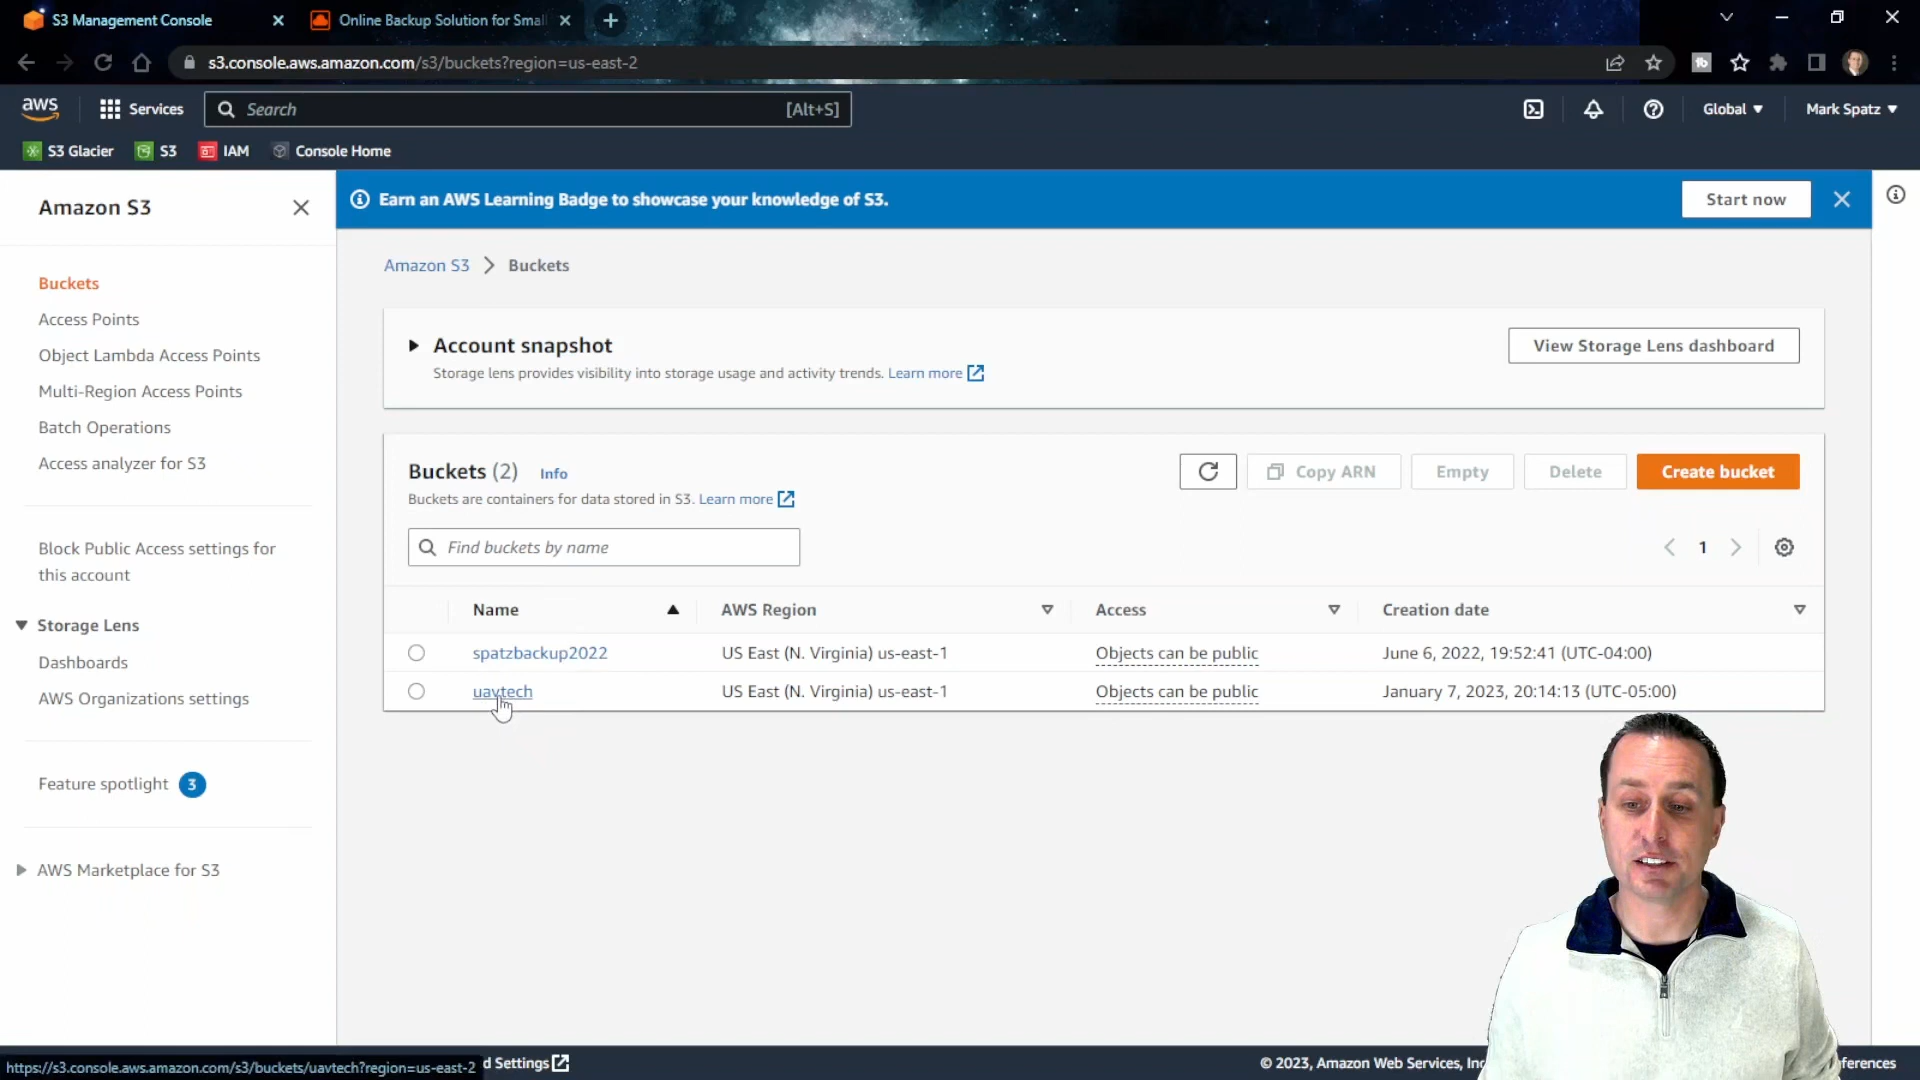 S3 Management Console
Online Backup Solution for Smal
s3.console.aws.amazon.com/s3/buckets?region=us-east-2
aws
Services
Search
[Alt+S]
Global
Mark Spatz
S3 Glacier
S3
IAM
Console Home
Amazon S3
Earn an AWS Learning Badge to showcase your knowledge of S3.
Start now
Buckets
Access Points
Object Lambda Access Points
Multi-Region Access Points
Batch Operations
Access analyzer for S3
Block Public Access settings for
this account
Storage Lens
Dashboards
AWS Organizations settings
Feature spotlight 3
AWS Marketplace for S3
Amazon S3 > Buckets
Account snapshot
Storage lens provides visibility into storage usage and activity trends. Learn more
View Storage Lens dashboard
Buckets (2) Info
Buckets are containers for data stored in S3. Learn more
Copy ARN
Empty
Delete
Create bucket
Find buckets by name
1
Name AWS Region Access Creation date
spatzbackup2022 US East (N. Virginia) us-east-1 Objects can be public June 6, 2022, 19:52:41 (UTC-04:00)
uavtech US East (N. Virginia) us-east-1 Objects can be public January 7, 2023, 20:14:13 (UTC-05:00)
https://s3.console.aws.amazon.com/s3/buckets/uavtech?region=us-east-2
d Settings
© 2023, Amazon Web Services, Inc
ferences